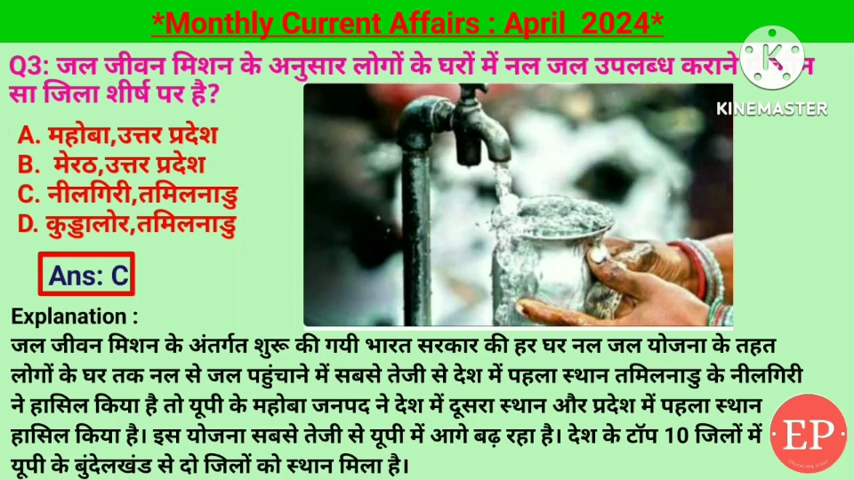 *Monthly Current Affairs : April 2024*
Q3: जल जीवन मिशन के अनुसार लोगों के घरों में नल जल उपलब्ध कराने
सा जिला शीर्ष पर है?
KINEMASTER
A. महोबा,उत्तर प्रदेश
B. मेरठ,उत्तर प्रदेश
C. नीलगिरी,तमिलनाडु
D. कुड्डालोर,तमिलनाडु
Ans: C
Explanation :
जल जीवन मिशन के अंतर्गत शुरू की गयी भारत सरकार की हर घर नल जल योजना के तहत
लोगों के घर तक नल से जल पहुंचाने में सबसे तेजी से देश में पहला स्थान तमिलनाडु के नीलगिरी
ने हासिल किया है तो यूपी के महोबा जनपद ने देश में दूसरा स्थान और प्रदेश में पहला स्थान
हासिल किया है। इस योजना सबसे तेजी से यूपी में आगे बढ़ रहा है। देश के टॉप 10 जिलों में
यूपी के बुंदेलखंड से दो जिलों को स्थान मिला है।
EP